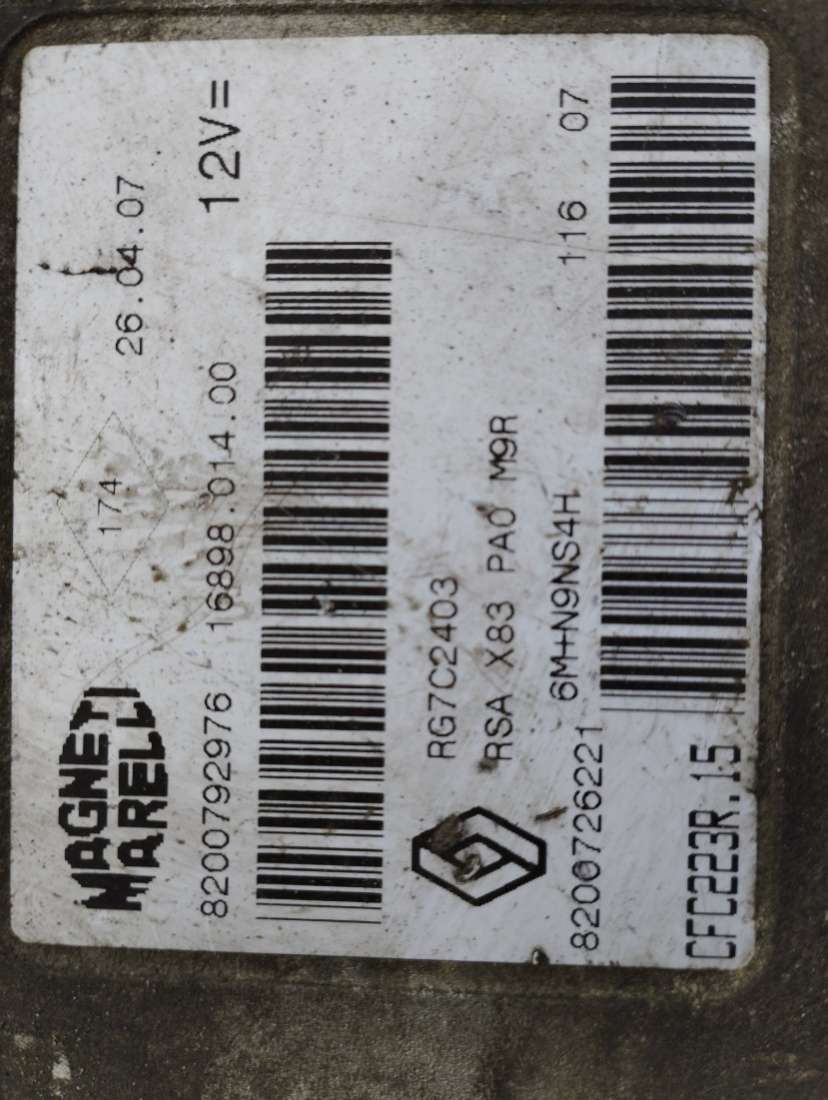 MAGNETI
MARELLI
174
26.04.07
8200792976 16898.014.00
12V=
RG7C2403
RSA X83 PA0 M9R
8200726221 6M+N9NS4H 116 07
CFC223R.15